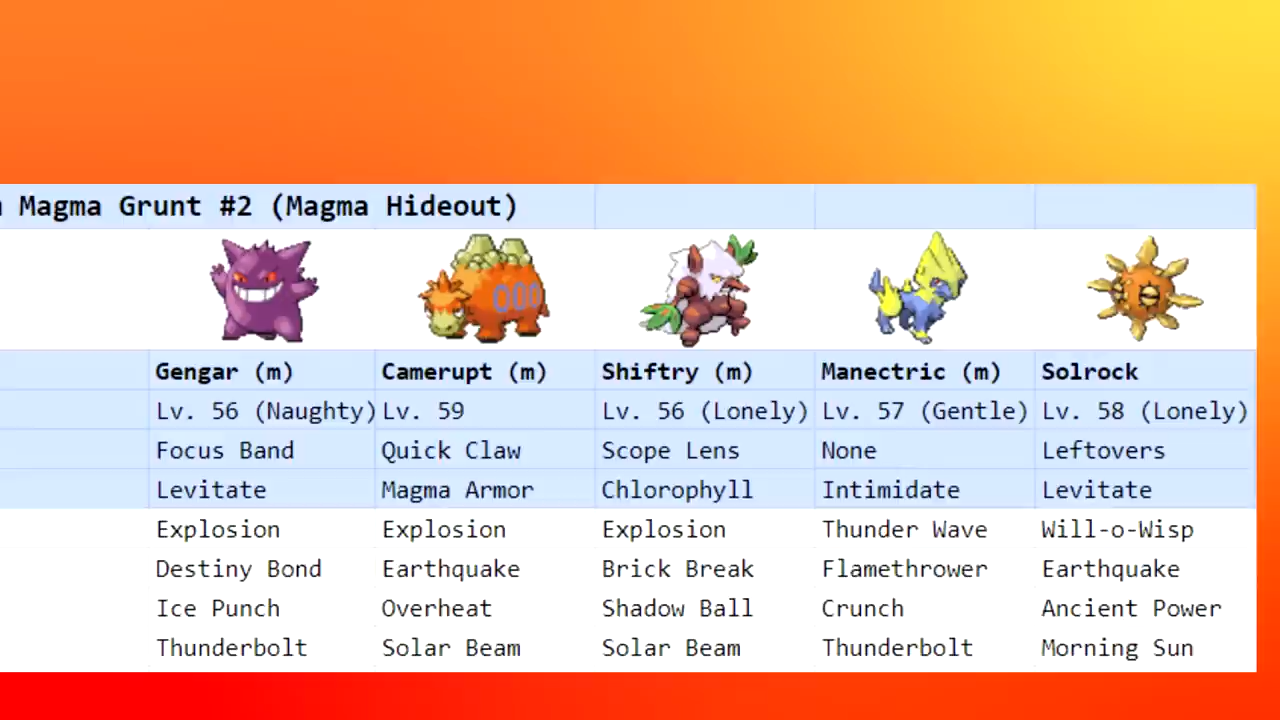 Magma Grunt #2 (Magma Hideout)
Gengar (m) Camerupt (m) Shiftry (m) Manectric (m) Solrock
Lv. 56 (Naughty) Lv. 59 Lv. 56 (Lonely) Lv. 57 (Gentle) Lv. 58 (Lonely)
Focus Band Quick Claw Scope Lens None Leftovers
Levitate Magma Armor Chlorophyll Intimidate Levitate
Explosion Explosion Explosion Thunder Wave Will-o-Wisp
Destiny Bond Earthquake Brick Break Flamethrower Earthquake
Ice Punch Overheat Shadow Ball Crunch Ancient Power
Thunderbolt Solar Beam Solar Beam Thunderbolt Morning Sun